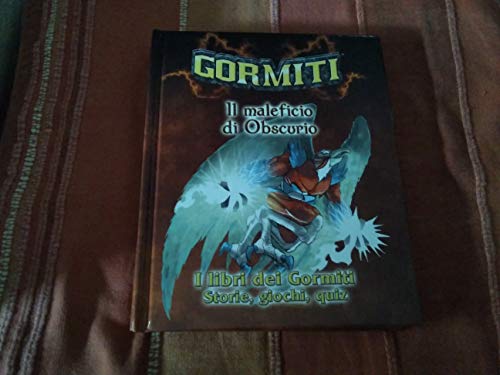 GORMITI
Il maleficio
di Obscurio
I libri dei Gormiti
Storie, giochi, quiz